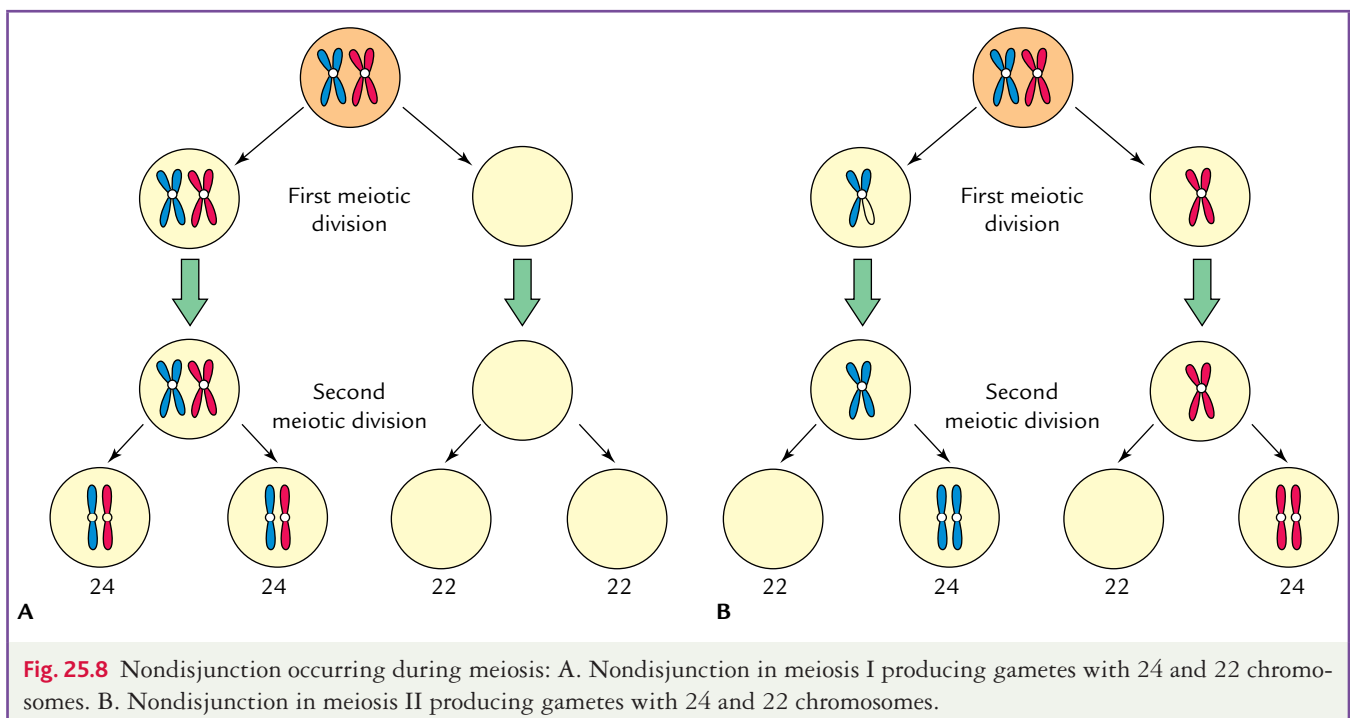 First meiotic
division
First meiotic
division
Second
meiotic division
Second
meiotic division
24 24 22 22 22 24 22 24
A B
Fig. 25.8 Nondisjunction occurring during meiosis: A. Nondisjunction in meiosis I producing gametes with 24 and 22 chromo-
somes. B. Nondisjunction in meiosis II producing gametes with 24 and 22 chromosomes.